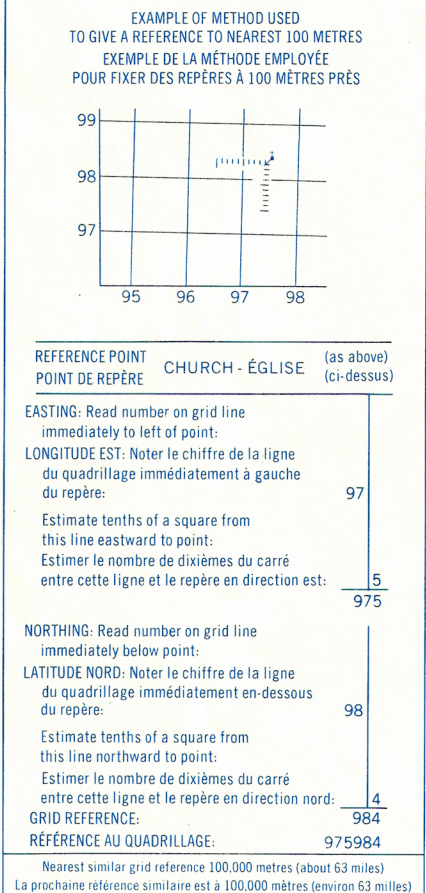 EXAMPLE OF METHOD USED
TO GIVE A REFERENCE TO NEAREST 100 METRES
EXEMPLE DE LA MÉTHODE EMPLOYÉE
POUR FIXER DES REPÈRES À 100 MÈTRES PRÈS
99
98
97
95 96 97 98
REFERENCE POINT
POINT DE REPÈRE
CHURCH - ÉGLISE
(as above)
(ci-dessus)
EASTING: Read number on grid line
immediately to left of point:
LONGITUDE EST: Noter le chiffre de la ligne
du quadrillage immédiatement à gauche
du repère: 97
Estimate tenths of a square from
this line eastward to point:
Estimer le nombre de dixièmes du carré
entre cette ligne et le repère en direction est: 5
975
NORTHING: Read number on grid line
immediately below point:
LATITUDE NORD: Noter le chiffre de la ligne
du quadrillage immédiatement en-dessous
du repère: 98
Estimate tenths of a square from
this line northward to point:
Estimer le nombre de dixièmes du carré
entre cette ligne et le repère en direction nord: 4
GRID REFERENCE: 984
RÉFÉRENCE AU QUADRILLAGE: 975984
Nearest similar grid reference 100,000 metres (about 63 miles)
La prochaine référence similaire est à 100,000 mètres (environ 63 milles)